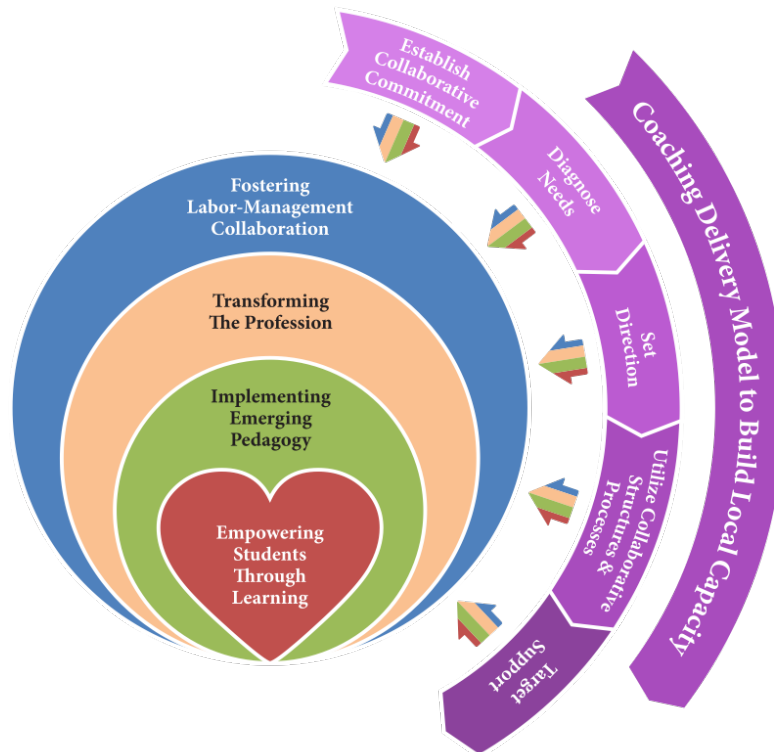 Establish
Collaborative
Commitment
Diagnose
Needs
Set
Direction
Utilize Collaborative
Structures &
Processes
Target
Support
Coaching Delivery Model to Build Local Capacity
Fostering
Labor-Management
Collaboration
Transforming
The Profession
Implementing
Emerging
Pedagogy
Empowering
Students
Through
Learning